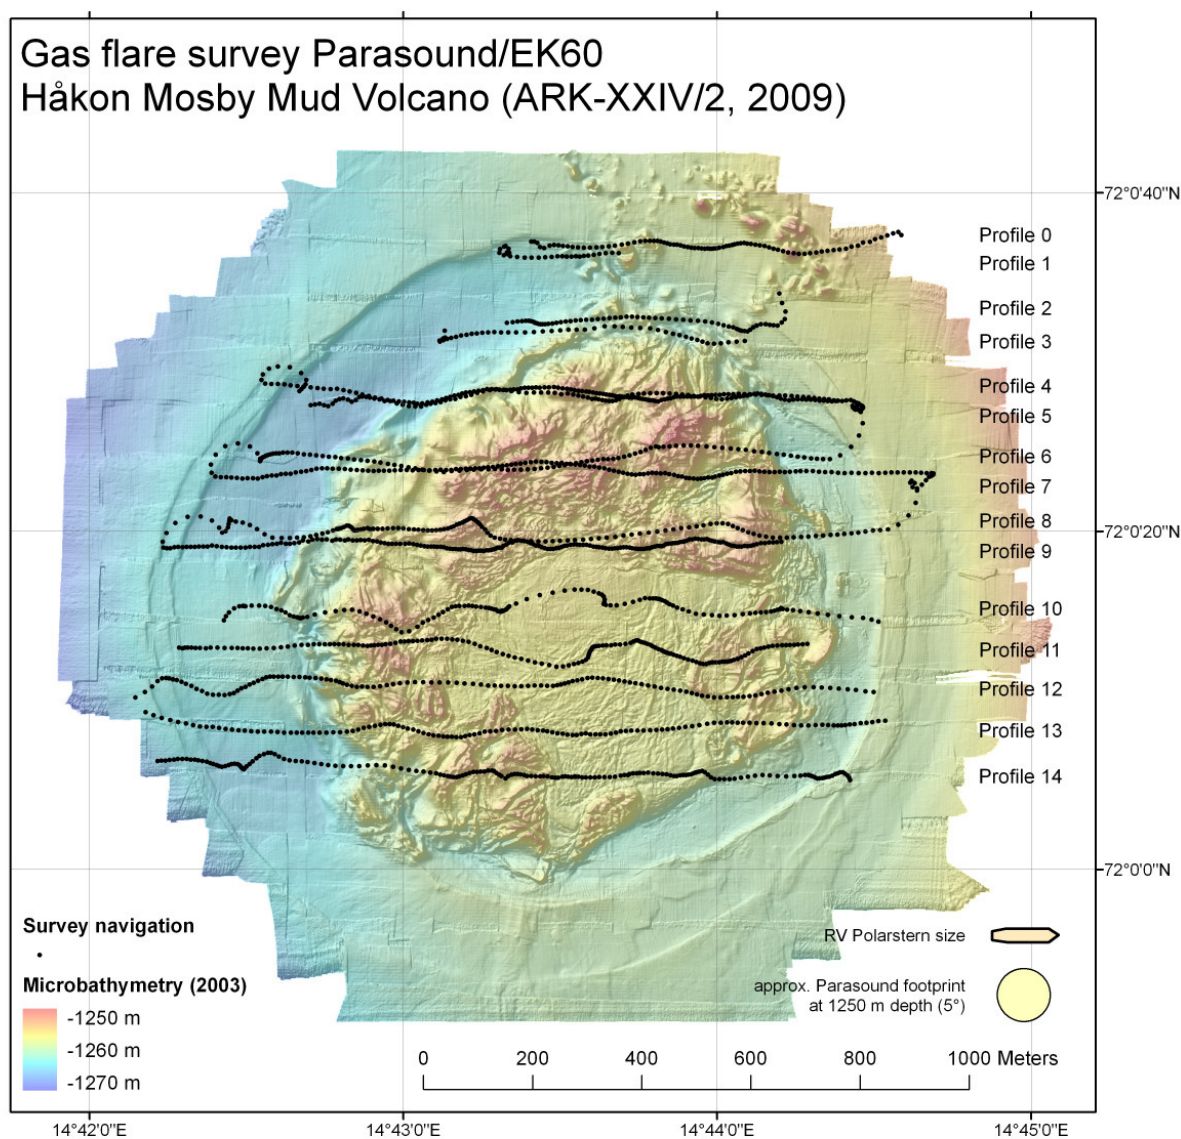 Gas flare survey Parasound/EK60
Håkon Mosby Mud Volcano (ARK-XXIV/2, 2009)
72°0'40"N
Profile 0
Profile 1
Profile 2
Profile 3
Profile 4
Profile 5
Profile 6
Profile 7
Profile 8
72°0'20"N
Profile 9
Profile 10
Profile 11
Profile 12
Profile 13
Profile 14
72°0'0"N
Survey navigation
RV Polarstern size
Microbathymetry (2003)
approx. Parasound footprint
at 1250 m depth (5°)
-1250 m
-1260 m
-1270 m
0 200 400 600 800 1000 Meters
14°42'0"E 14°43'0"E 14°44'0"E 14°45'0"E